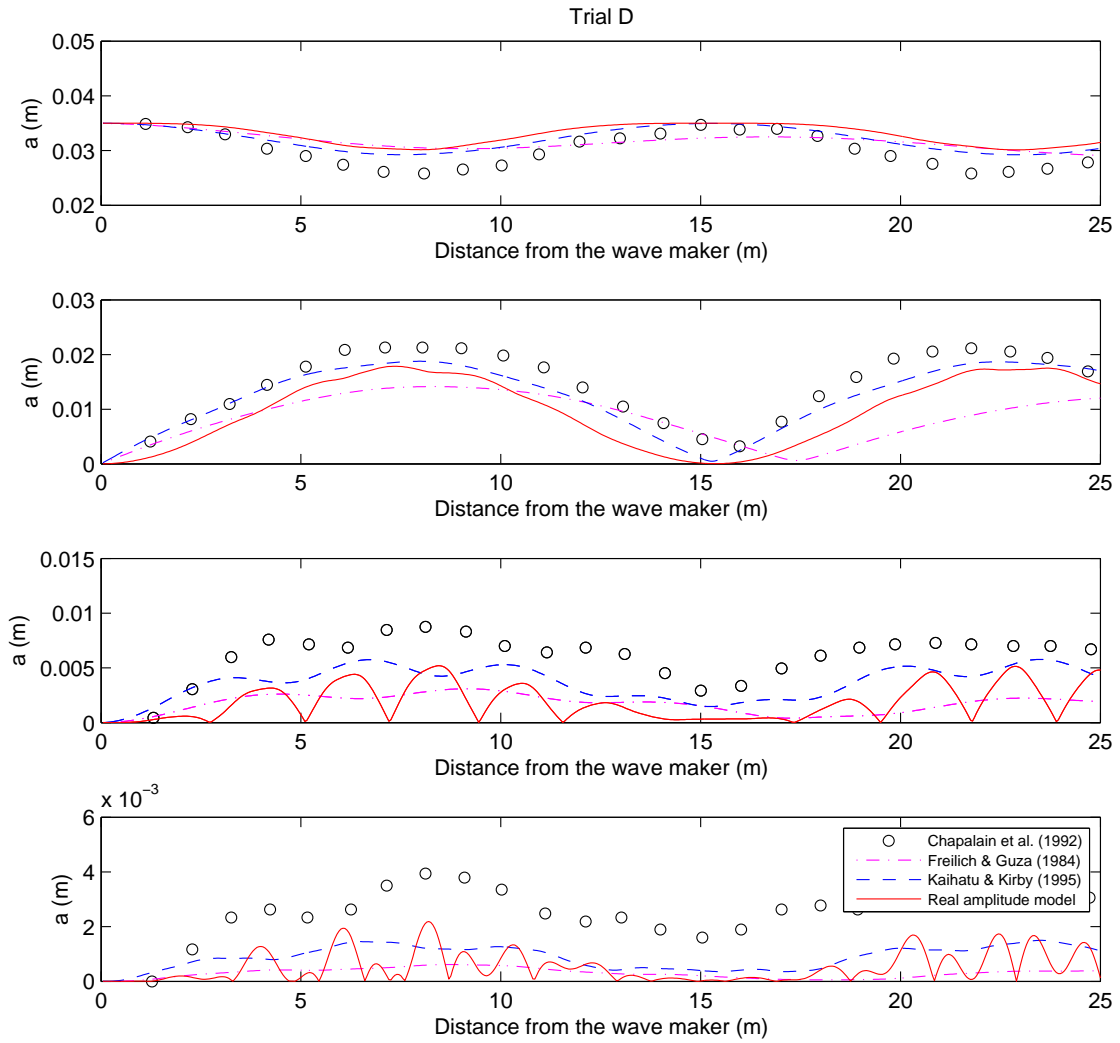 Trial D
0.05
0.04
0.03
0.02
a (m)
0 5 10 15 20 25
Distance from the wave maker (m)
0.03
0.02
0.01
0
a (m)
0 5 10 15 20 25
Distance from the wave maker (m)
0.015
0.01
0.005
0
a (m)
0 5 10 15 20 25
Distance from the wave maker (m)
x 10⁻³
6
4
2
0
a (m)
Chapalain et al. (1992)
Freilich & Guza (1984)
Kaihatu & Kirby (1995)
Real amplitude model
0 5 10 15 20 25
Distance from the wave maker (m)